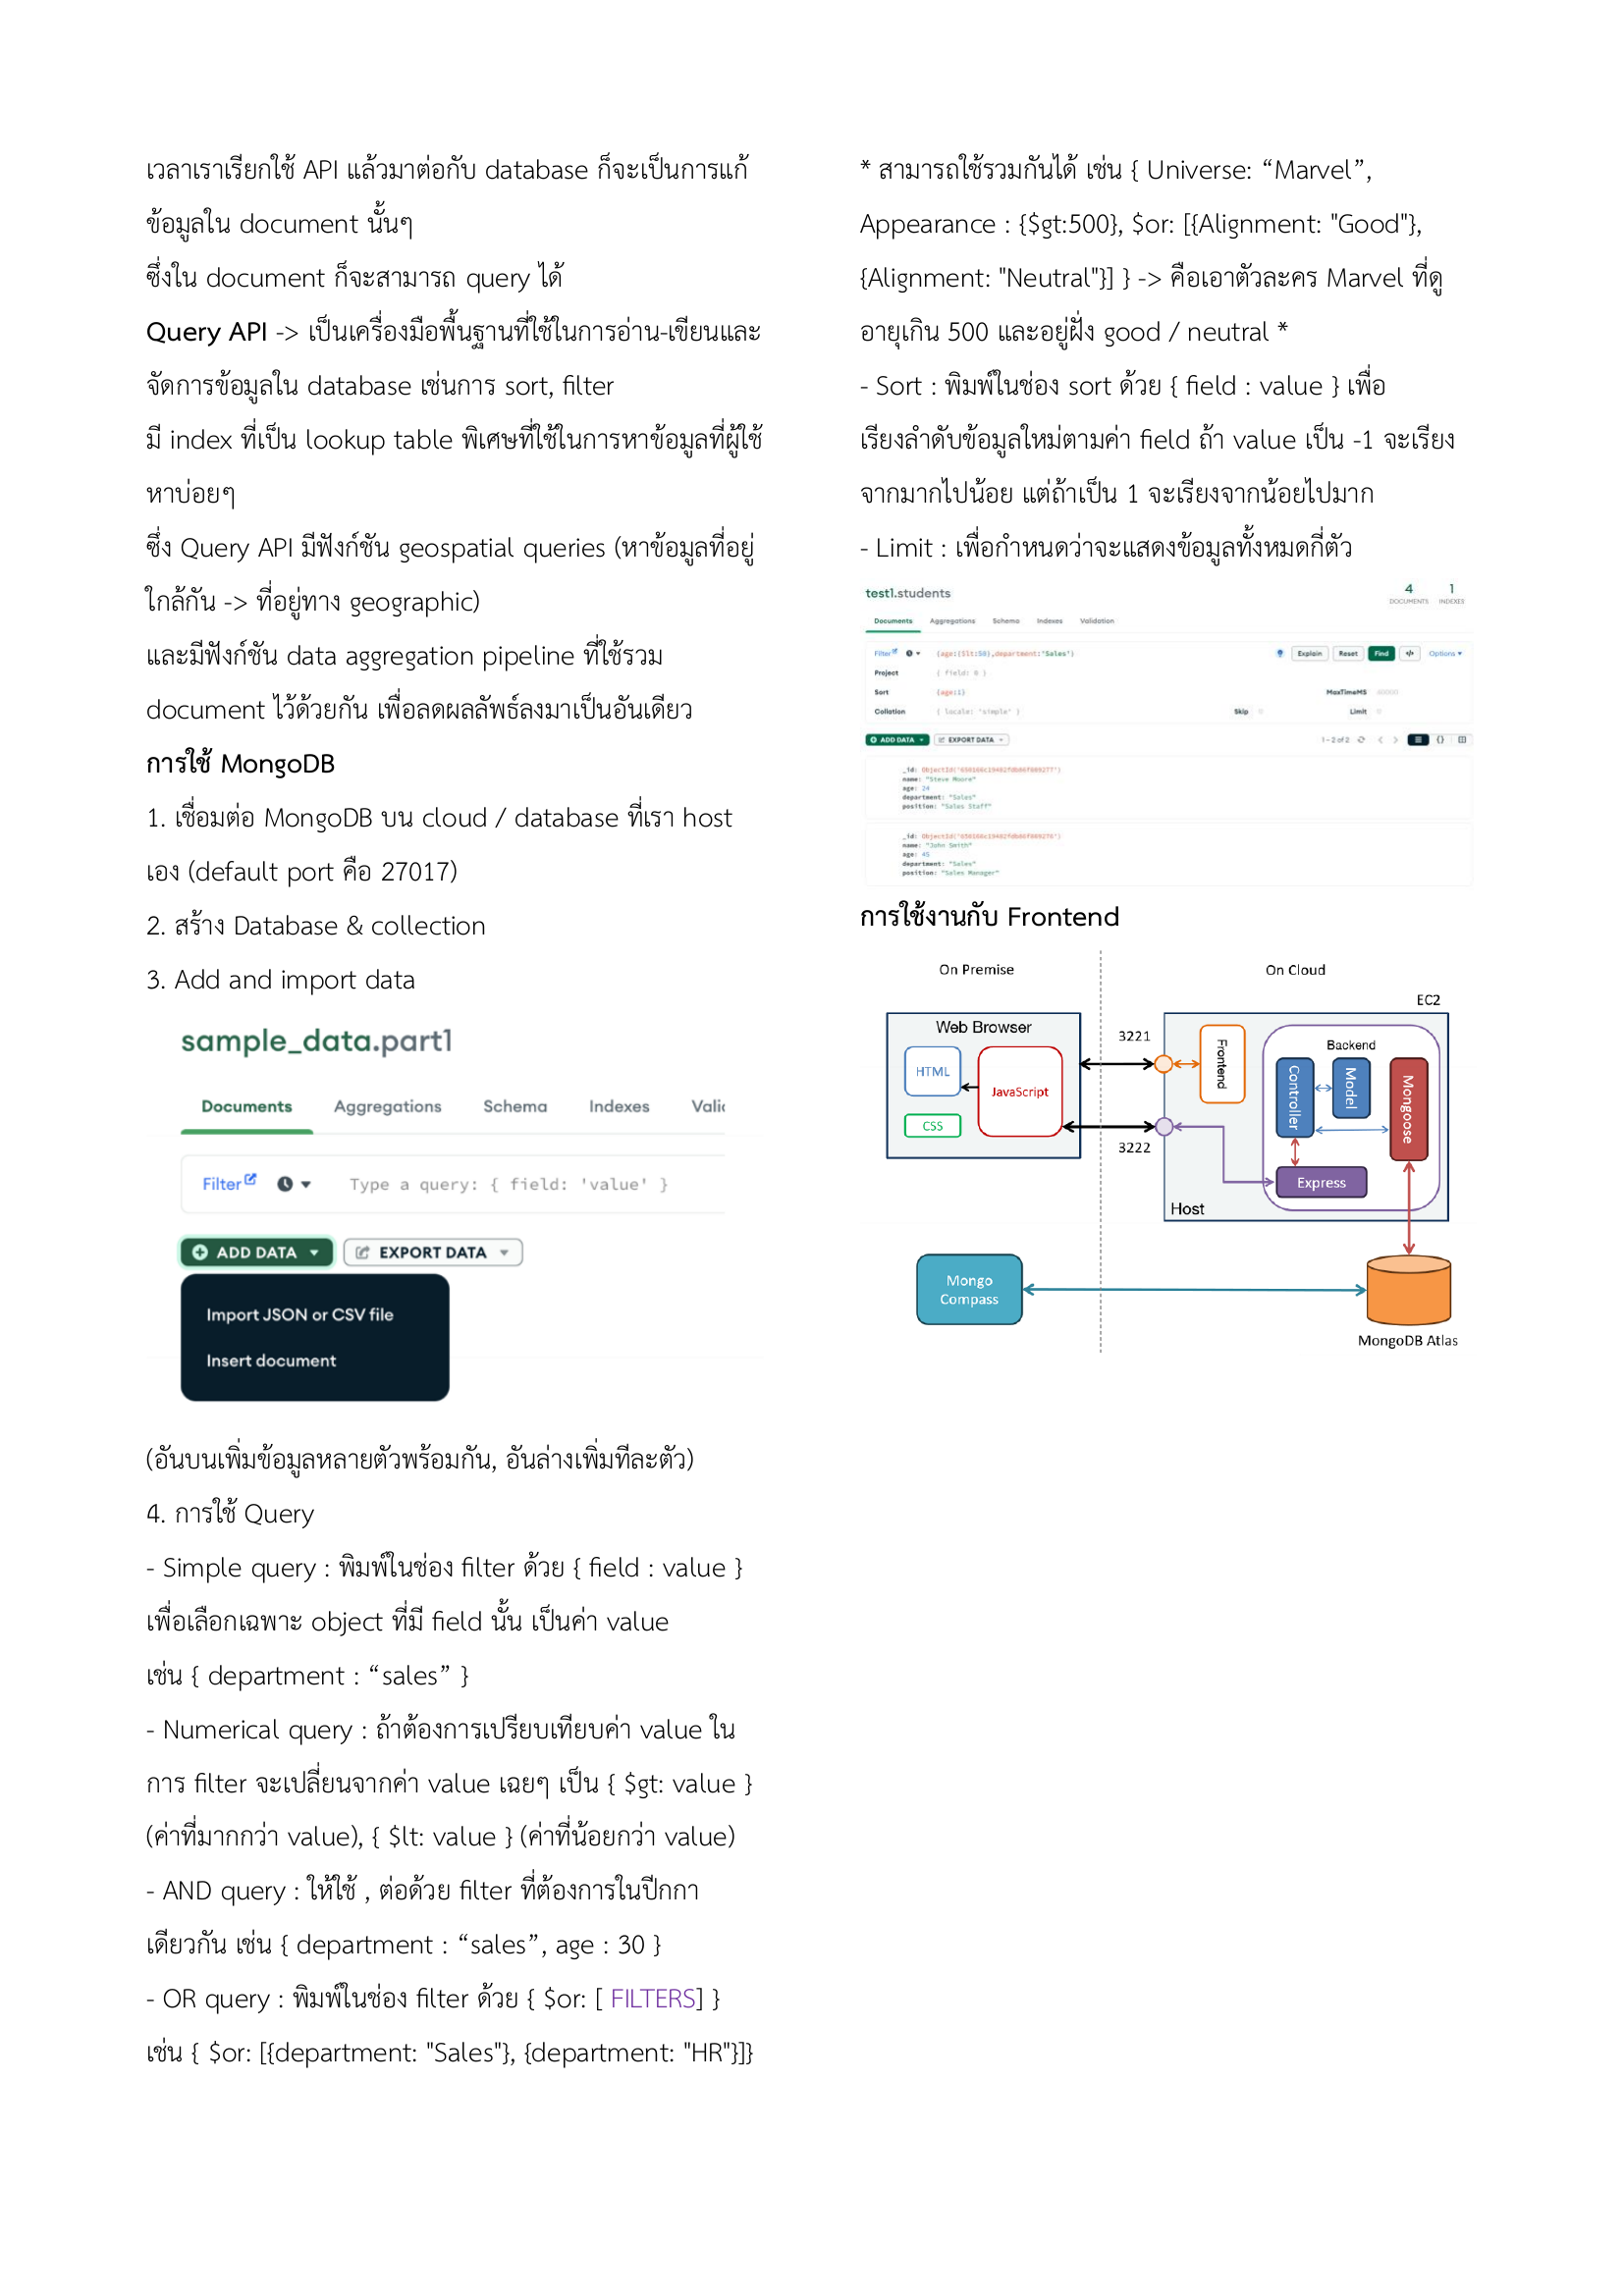 เวลาเราเรียกใช้ API แล้วมาต่อกับ database ก็จะเป็นการแก้
ข้อมูลใน document นั้นๆ
ซึ่งใน document ก็จะสามารถ query ได้
Query API -> เป็นเครื่องมือพื้นฐานที่ใช้ในการอ่าน-เขียนและ
จัดการข้อมูลใน database เช่นการ sort, filter
มี index ที่เป็น lookup table พิเศษที่ใช้ในการหาข้อมูลที่ผู้ใช้
หาบ่อยๆ
ซึ่ง Query API มีฟังก์ชัน geospatial queries (หาข้อมูลที่อยู่
ใกล้กัน -> ที่อยู่ทาง geographic)
และมีฟังก์ชัน data aggregation pipeline ที่ใช้รวม
document ไว้ด้วยกัน เพื่อลดผลลัพธ์ลงมาเป็นอันเดียว
การใช้ MongoDB
1. เชื่อมต่อ MongoDB บน cloud / database ที่เรา host
เอง (default port คือ 27017)
2. สร้าง Database & collection
3. Add and import data
sample_data.part1
Documents Aggregations Schema Indexes Valid
Filter Type a query: { field: 'value' }
ADD DATA EXPORT DATA
Import JSON or CSV file
Insert document
(อันบนเพิ่มข้อมูลหลายตัวพร้อมกัน, อันล่างเพิ่มทีละตัว)
4. การใช้ Query
- Simple query : พิมพ์ในช่อง filter ด้วย { field : value }
เพื่อเลือกเฉพาะ object ที่มี field นั้น เป็นค่า value
เช่น { department : “sales” }
- Numerical query : ถ้าต้องการเปรียบเทียบค่า value ใน
การ filter จะเปลี่ยนจากค่า value เฉยๆ เป็น { $gt: value }
(ค่าที่มากกว่า value), { $lt: value } (ค่าที่น้อยกว่า value)
- AND query : ให้ใช้ , ต่อด้วย filter ที่ต้องการในปีกกา
เดียวกัน เช่น { department : “sales”, age : 30 }
- OR query : พิมพ์ในช่อง filter ด้วย { $or: [ FILTERS] }
เช่น { $or: [{department: "Sales"}, {department: "HR"}]}
* สามารถใช้รวมกันได้ เช่น { Universe: “Marvel”,
Appearance : {$gt:500}, $or: [{Alignment: "Good"},
{Alignment: "Neutral"}] } -> คือเอาตัวละคร Marvel ที่ดู
อายุเกิน 500 และอยู่ฝั่ง good / neutral *
- Sort : พิมพ์ในช่อง sort ด้วย { field : value } เพื่อ
เรียงลำดับข้อมูลใหม่ตามค่า field ถ้า value เป็น -1 จะเรียง
จากมากไปน้อย แต่ถ้าเป็น 1 จะเรียงจากน้อยไปมาก
- Limit : เพื่อกำหนดว่าจะแสดงข้อมูลทั้งหมดกี่ตัว
test1.students 4 1
DOCUMENTS INDEXES
Documents Aggregations Schema Indexes Validation
Filter {age:{$lt:50},department:"Sales"} Explain Reset Find </> Options
Project { field: 0 }
Sort {age:1} MaxTimeMS 60000
Collation { locale: 'simple' } Skip 0 Limit 0
ADD DATA EXPORT DATA 1-2 of 2 {}
_id:
name: "Steve Moore"
age: 24
department: "Sales"
position: "Sales Staff"
_id:
name: "John Smith"
age: 45
department: "Sales"
position: "Sales Manager"
การใช้งานกับ Frontend
On Premise On Cloud
EC2
Web Browser
HTML
JavaScript
CSS
3221
3222
Frontend
Backend
Controller
Model
Mongoose
Express
Host
Mongo
Compass
MongoDB Atlas